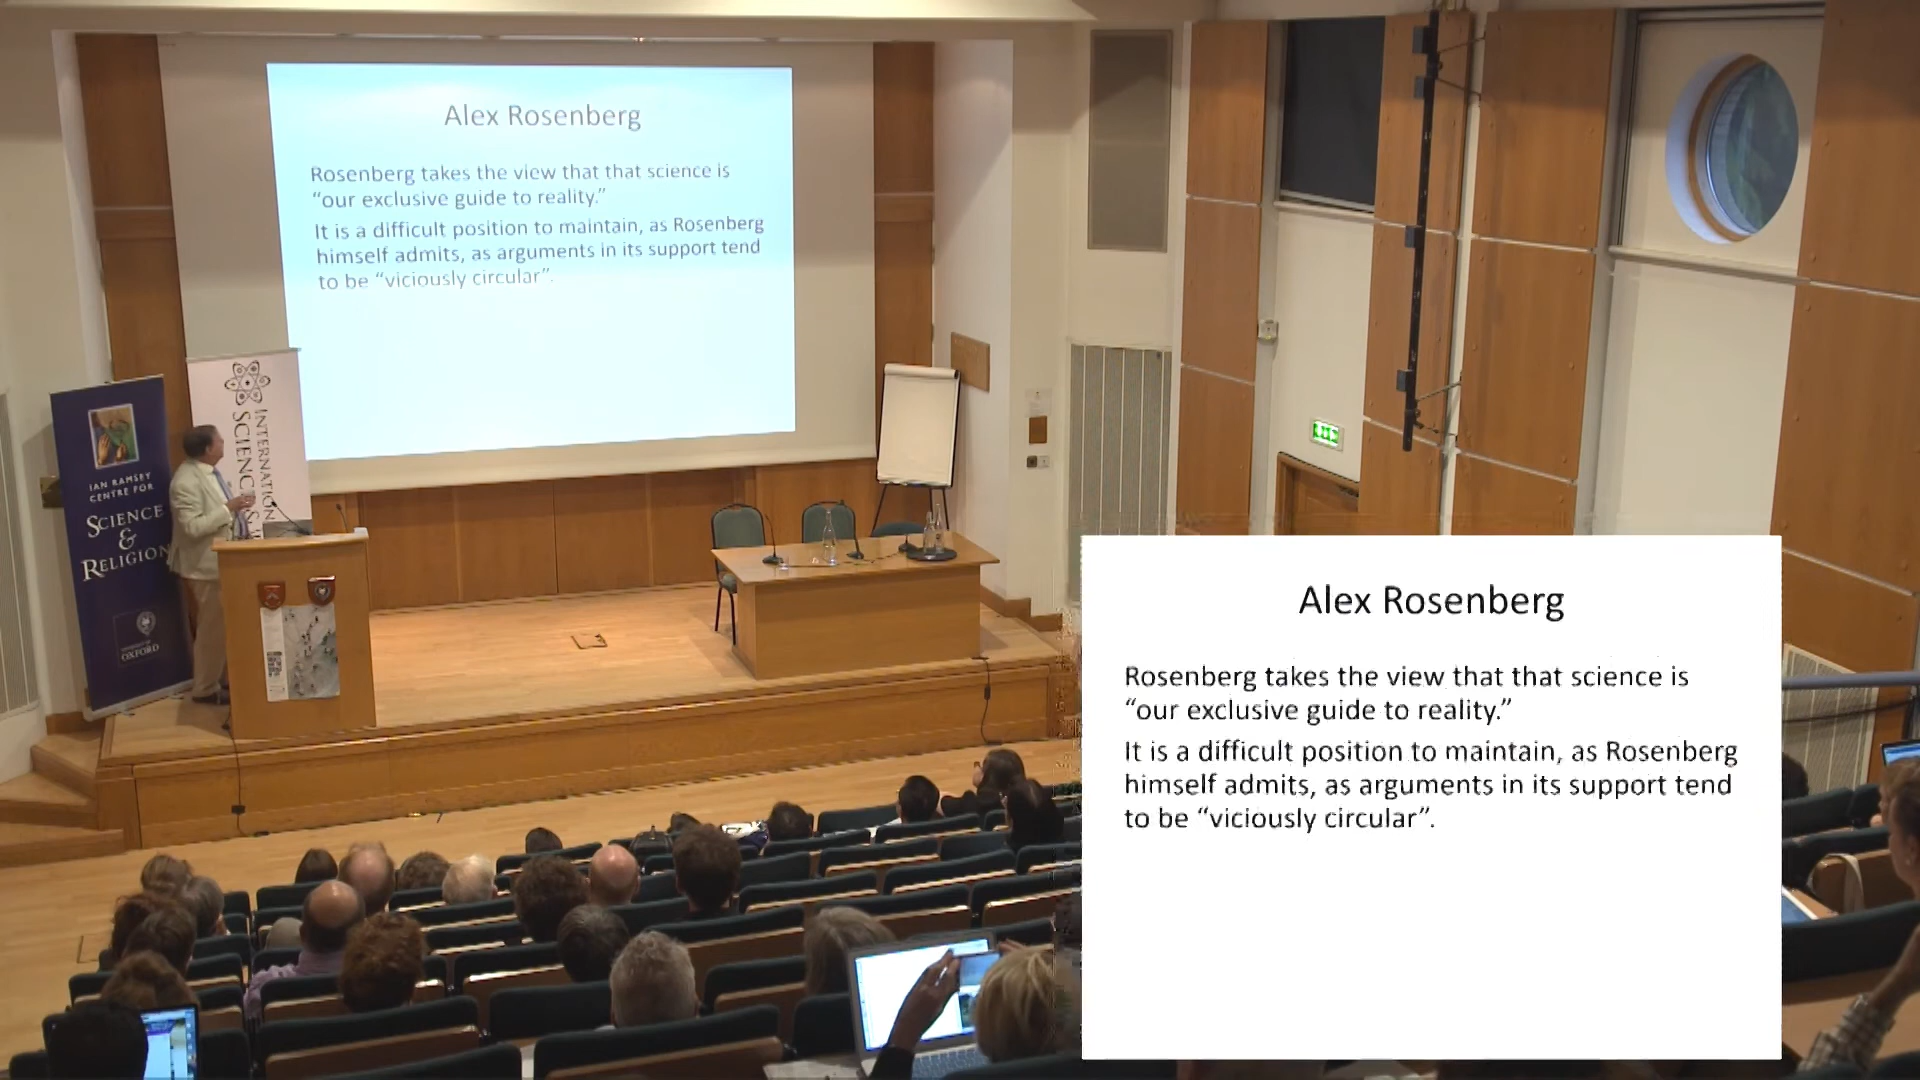 Alex Rosenberg
Rosenberg takes the view that that science is
“our exclusive guide to reality.”
It is a difficult position to maintain, as Rosenberg
himself admits, as arguments in its support tend
to be “viciously circular”.
INTERNATION
SCIENC
IAN RAMSEY
CENTRE FOR
SCIENCE
&
RELIGION
UNIVERSITY OF
OXFORD
Alex Rosenberg
Rosenberg takes the view that that science is
“our exclusive guide to reality.”
It is a difficult position to maintain, as Rosenberg
himself admits, as arguments in its support tend
to be “viciously circular”.